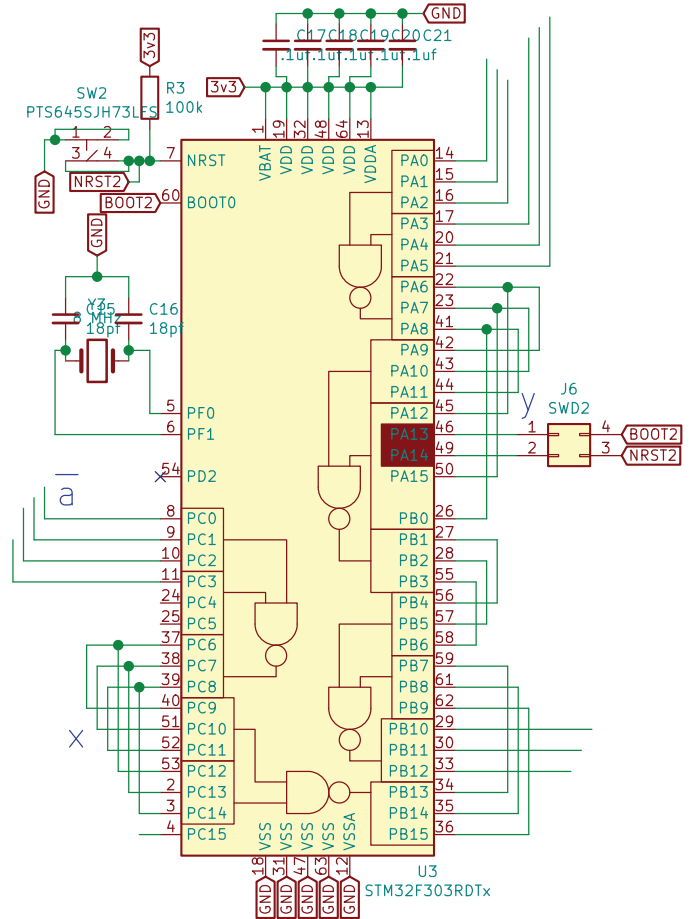 GND
C17 C18 C19 C20 C21
.1uf .1uf .1uf .1uf .1uf
3v3
3v3
R3
100k
SW2
PTS645SJH73LFS
1 2
3 4
NRST2
GND
BOOT2
GND
Y3
8 MHz
C15
18pf
C16
18pf
1 VBAT
19 VDD
32 VDD
48 VDD
64 VDD
13 VDDA
7 NRST
60 BOOT0
5 PF0
6 PF1
54 PD2
a
8 PC0
9 PC1
10 PC2
11 PC3
24 PC4
25 PC5
37 PC6
38 PC7
39 PC8
40 PC9
51 PC10
52 PC11
53 PC12
2 PC13
3 PC14
4 PC15
x
PA0 14
PA1 15
PA2 16
PA3 17
PA4 20
PA5 21
PA6 22
PA7 23
PA8 41
PA9 42
PA10 43
PA11 44
PA12 45
PA13 46
PA14 49
PA15 50
PB0 26
PB1 27
PB2 28
PB3 55
PB4 56
PB5 57
PB6 58
PB7 59
PB8 61
PB9 62
PB10 29
PB11 30
PB12 33
PB13 34
PB14 35
PB15 36
y
J6
SWD2
1 4 BOOT2
2 3 NRST2
VSS 18 GND
VSS 31 GND
VSS 47 GND
VSS 63 GND
VSSA 12 GND
U3
STM32F303RDTx